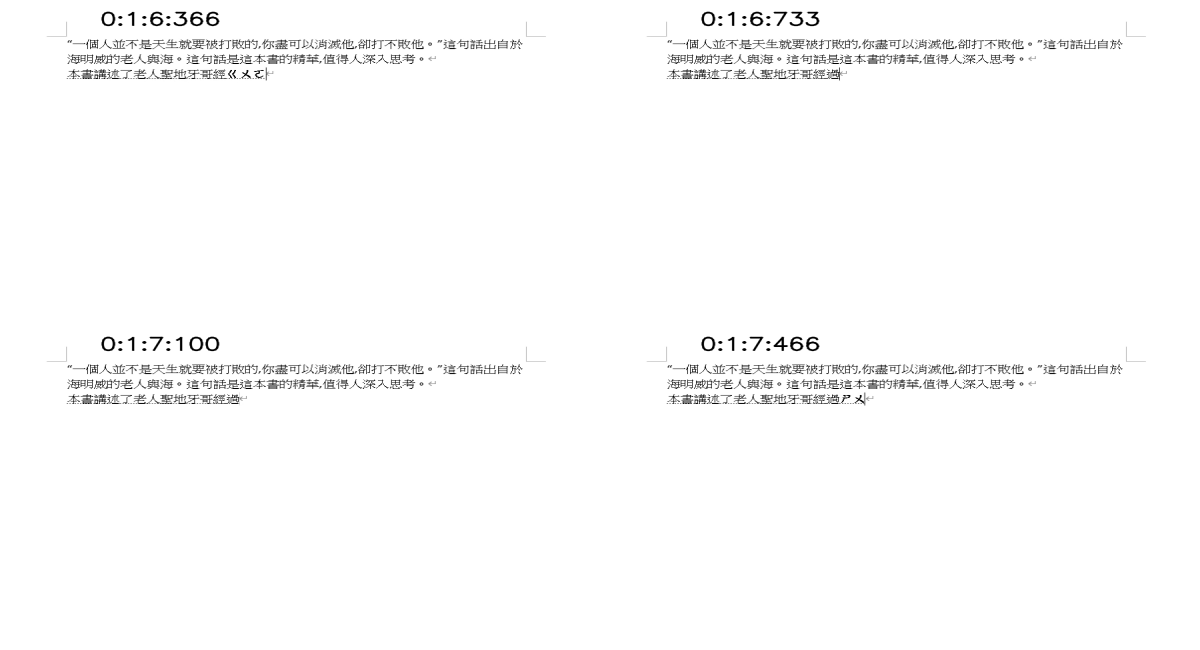 0:1:6:366
“一個人並不是天生就要被打敗的,你盡可以消滅他,卻打不敗他。”這句話出自於
海明威的老人與海。這句話是這本書的精華,值得人深入思考。
本書講述了老人聖地牙哥經ㄍㄨㄛ
0:1:6:733
“一個人並不是天生就要被打敗的,你盡可以消滅他,卻打不敗他。”這句話出自於
海明威的老人與海。這句話是這本書的精華,值得人深入思考。
本書講述了老人聖地牙哥經過
0:1:7:100
“一個人並不是天生就要被打敗的,你盡可以消滅他,卻打不敗他。”這句話出自於
海明威的老人與海。這句話是這本書的精華,值得人深入思考。
本書講述了老人聖地牙哥經過
0:1:7:466
“一個人並不是天生就要被打敗的,你盡可以消滅他,卻打不敗他。”這句話出自於
海明威的老人與海。這句話是這本書的精華,值得人深入思考。
本書講述了老人聖地牙哥經過ㄕㄨ